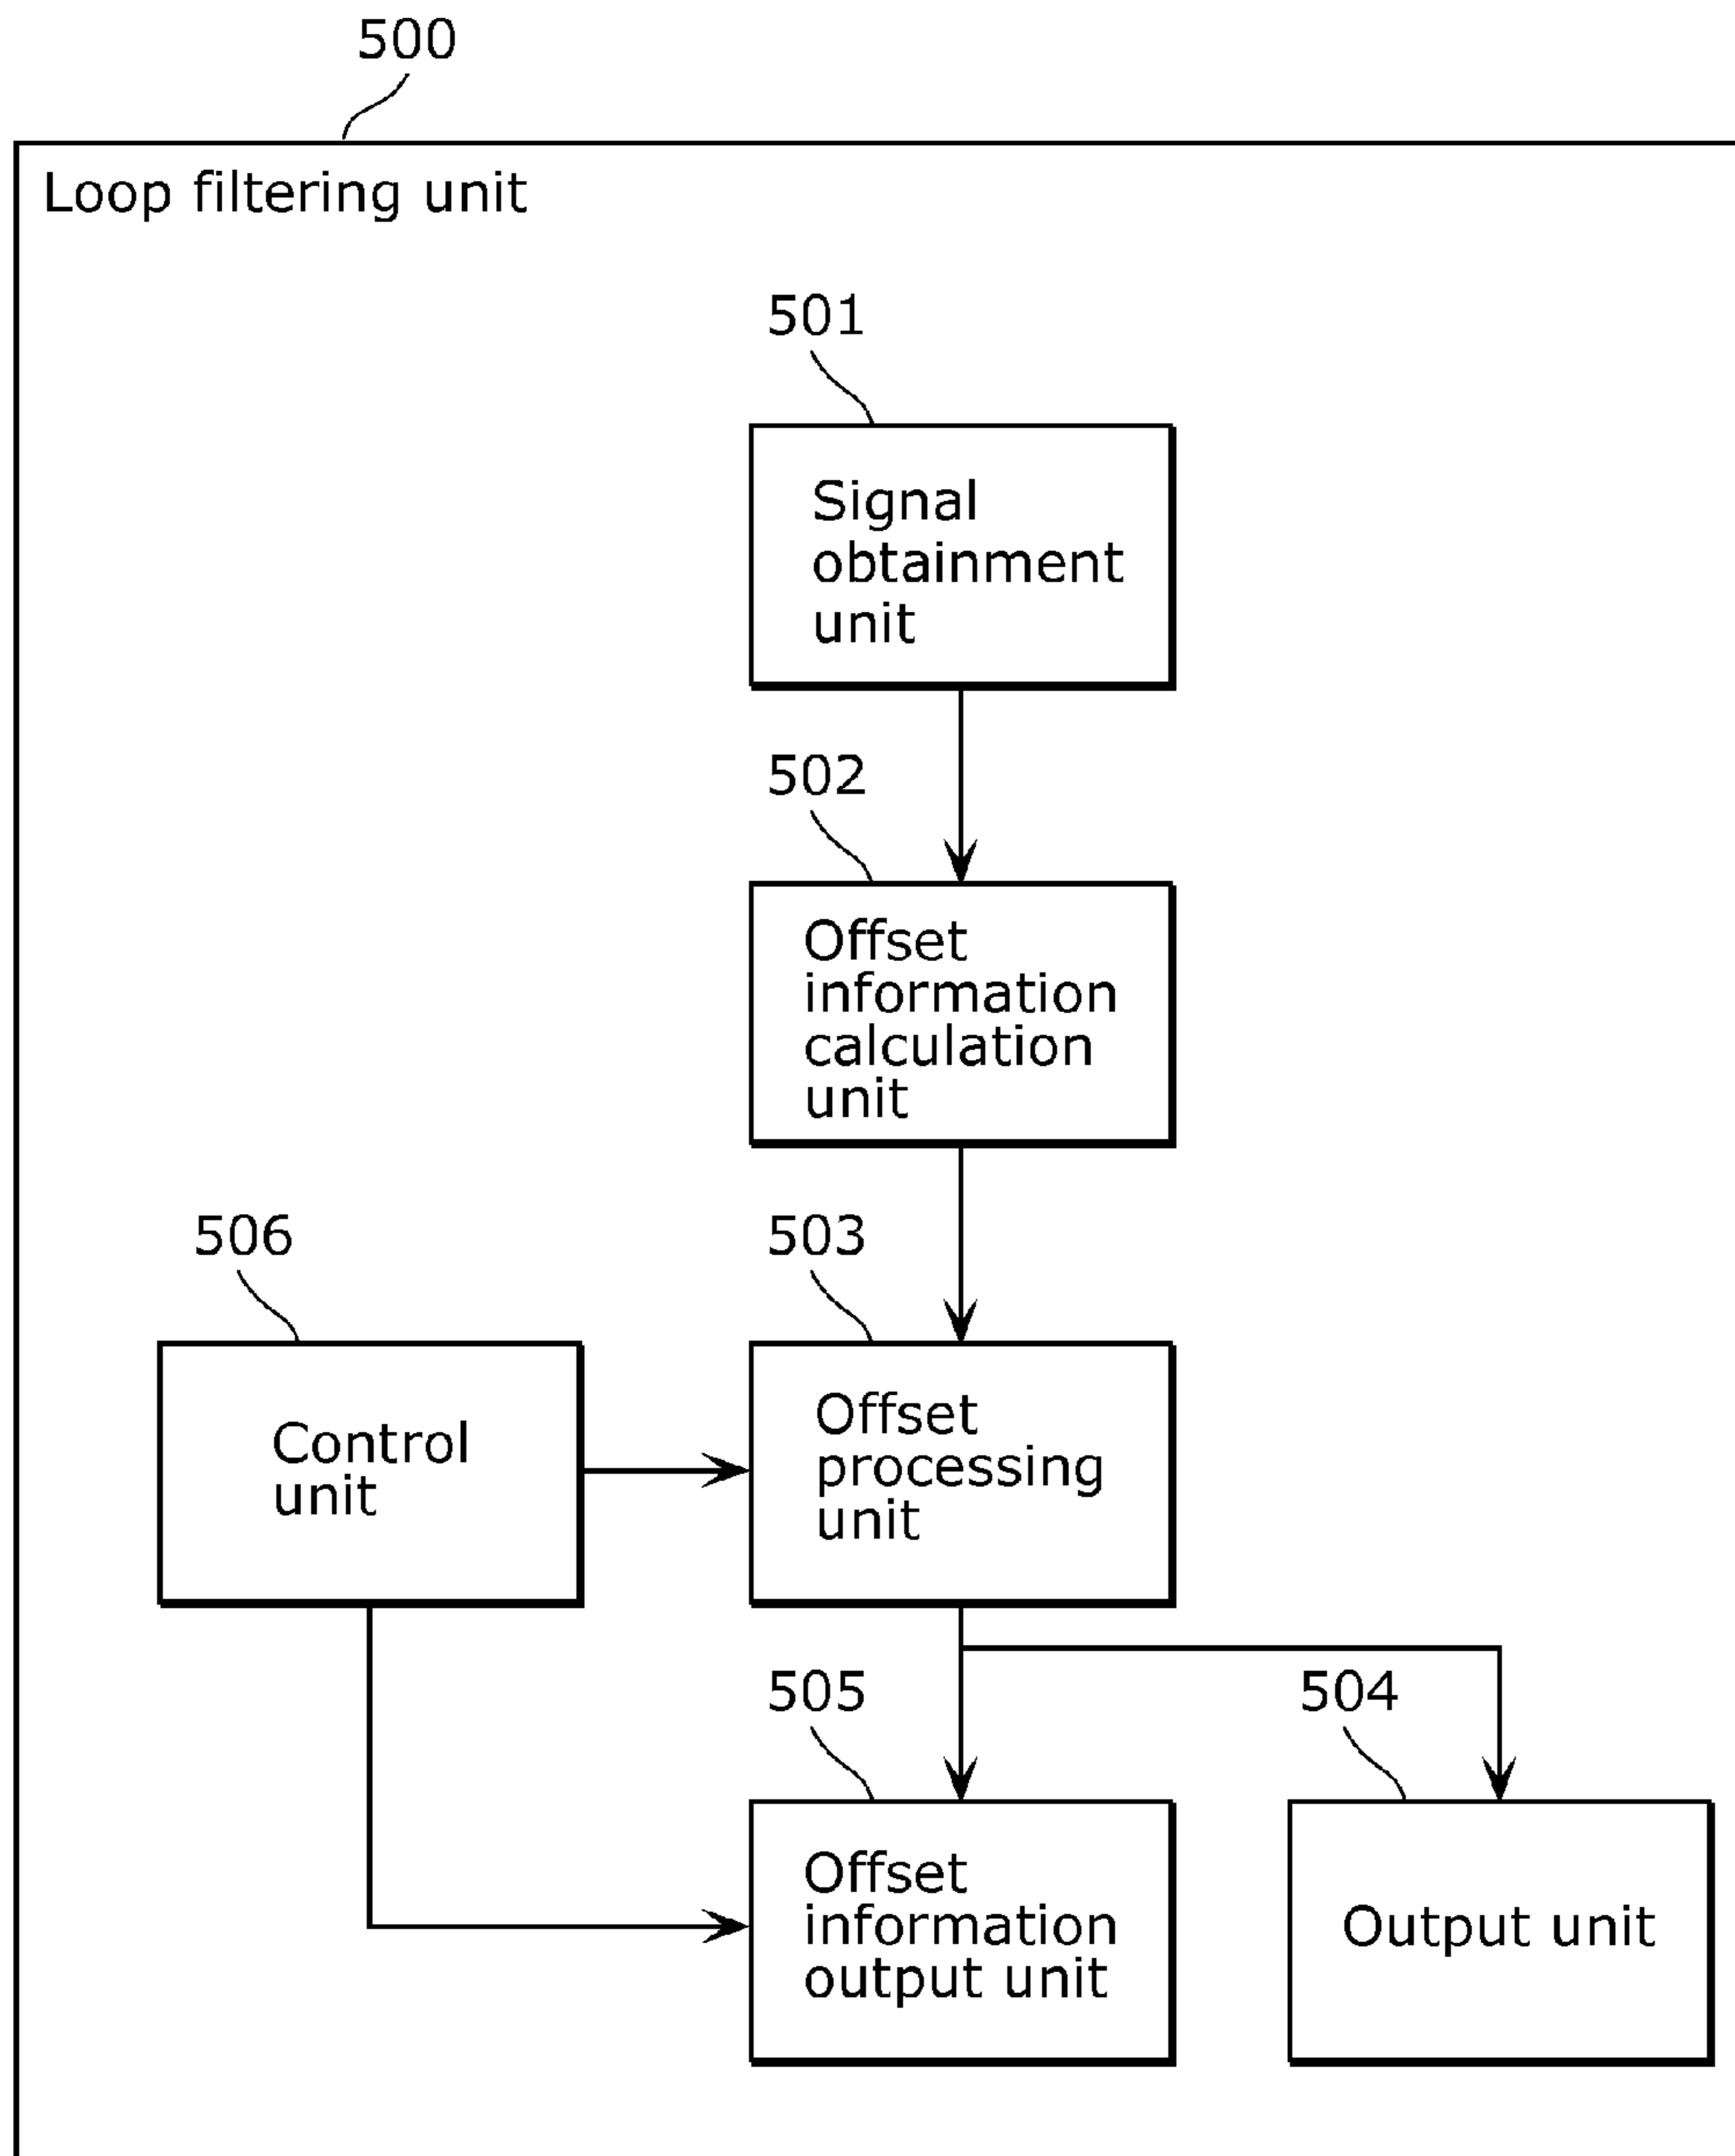 500
Loop filtering unit
501
Signal
obtainment
unit
502
Offset
information
calculation
unit
506
503
Control
unit
Offset
processing
unit
505
504
Offset
information
output unit
Output unit